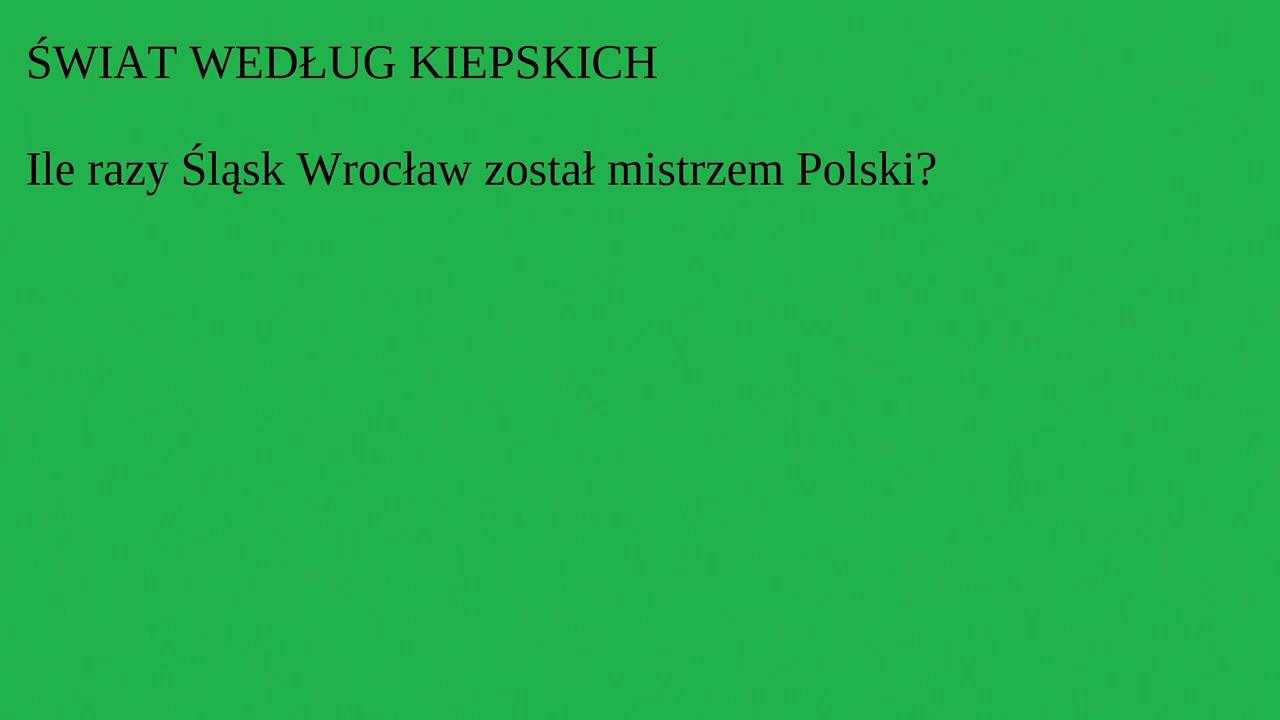 ŚWIAT WEDŁUG KIEPSKICH
Ile razy Śląsk Wrocław został mistrzem Polski?